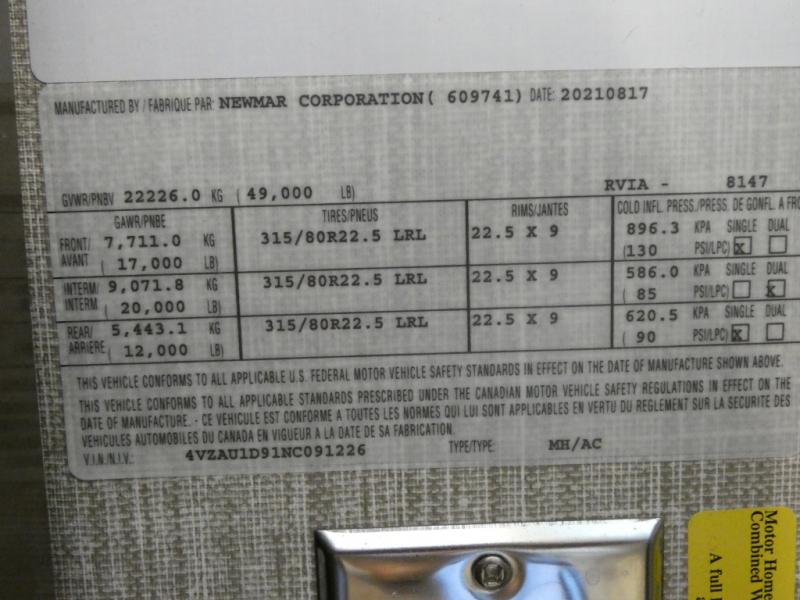 MANUFACTURED BY / FABRIQUE PAR: NEWMAR CORPORATION( 609741) DATE: 20210817
GVWR/PNBV 22226.0 KG ( 49,000 LB) RVIA - 8147
GAWR/PNBE TIRES/PNEUS RIMS/JANTES COLD INFL. PRESS./PRESS. DE GONFL. A FRO
FRONT/ 7,711.0 KG 315/80R22.5 LRL 22.5 X 9 896.3 KPA SINGLE DUAL
AVANT ( 17,000 LB) (130 PSI/LPC) X
INTERM/ 9,071.8 KG 315/80R22.5 LRL 22.5 X 9 586.0 KPA SINGLE DUAL
INTERM ( 20,000 LB) ( 85 PSI/LPC) X
REAR/ 5,443.1 KG 315/80R22.5 LRL 22.5 X 9 620.5 KPA SINGLE DUAL
ARRIERE ( 12,000 LB) ( 90 PSI/LPC) X
THIS VEHICLE CONFORMS TO ALL APPLICABLE U.S. FEDERAL MOTOR VEHICLE SAFETY STANDARDS IN EFFECT ON THE DATE OF MANUFACTURE SHOWN ABOVE.
THIS VEHICLE CONFORMS TO ALL APPLICABLE STANDARDS PRESCRIBED UNDER THE CANADIAN MOTOR VEHICLE SAFETY REGULATIONS IN EFFECT ON THE
DATE OF MANUFACTURE. - CE VEHICULE EST CONFORME A TOUTES LES NORMES QUI LUI SONT APPLICABLES EN VERTU DU REGLEMENT SUR LA SECURITE DES
VEHICULES AUTOMOBILES DU CANADA EN VIGUEUR A LA DATE DE SA FABRICATION.
V.I.N./N.I.V.: 4VZAU1D91NC091226 TYPE/TYPE: MH/AC
Motor Home
Combined W
A full